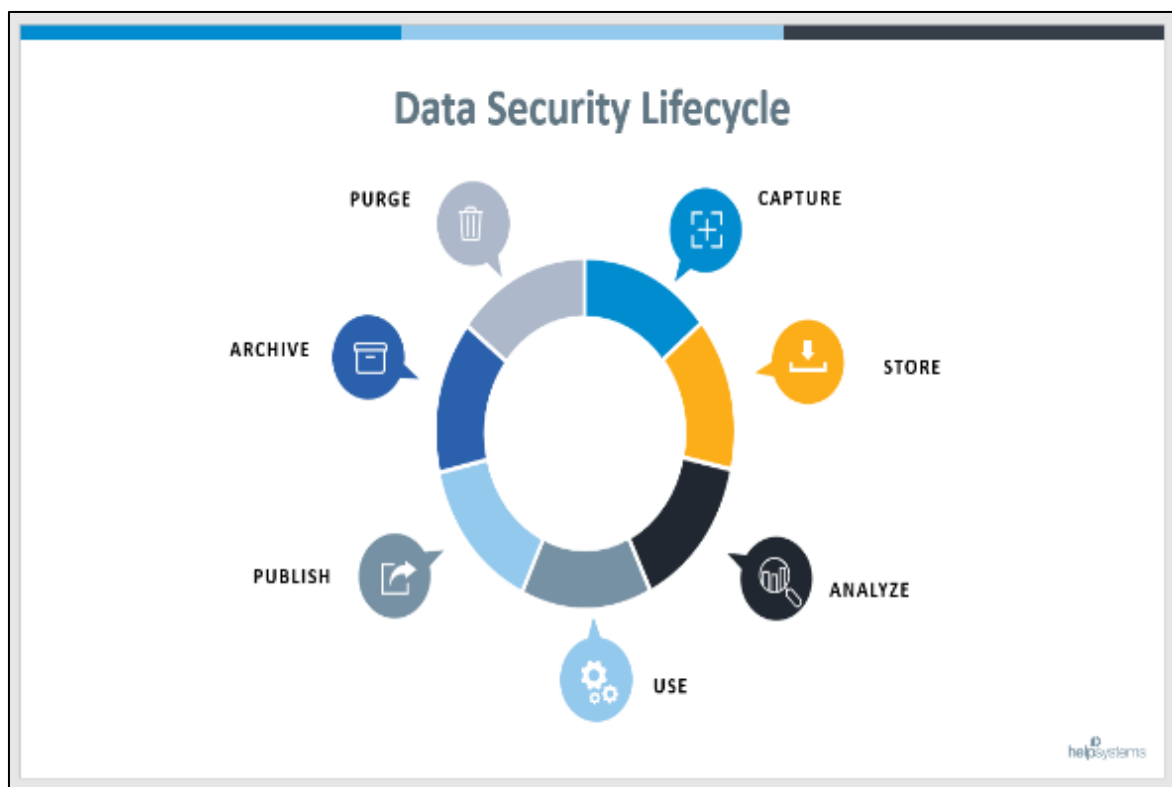 Data Security Lifecycle
PURGE
CAPTURE
ARCHIVE
STORE
PUBLISH
ANALYZE
USE
helpsystems